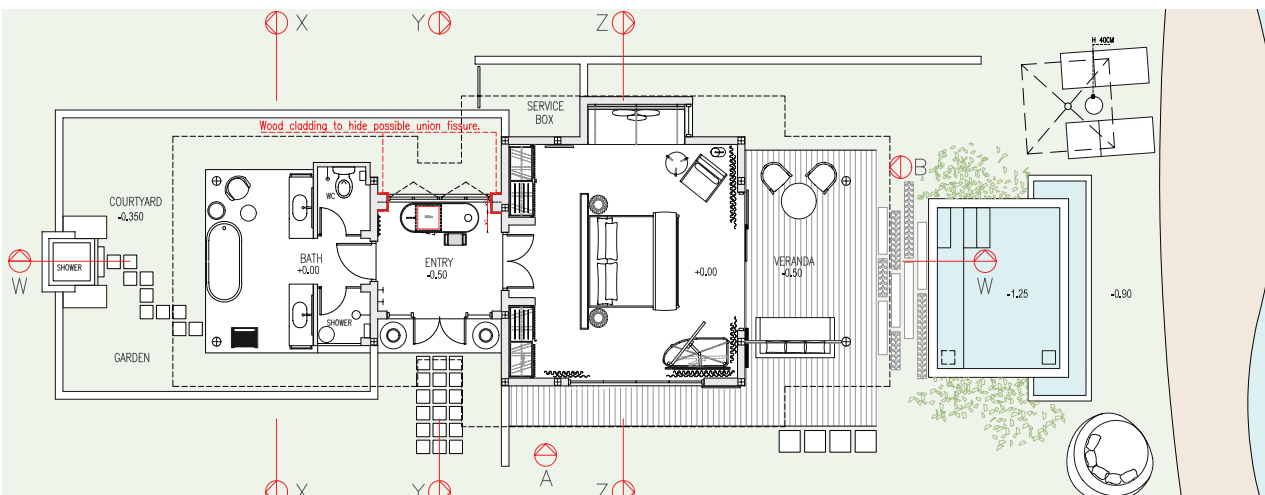 X
Y
Z
H 40CM
SERVICE
BOX
Wood cladding to hide possible union fissure.
B
WC
COURTYARD
-0.350
BATH
+0.00
ENTRY
-0.50
+0.00
VERANDA
-0.50
SHOWER
W
W
-1.25
-0.90
SHOWER
GARDEN
A
X
Y
Z